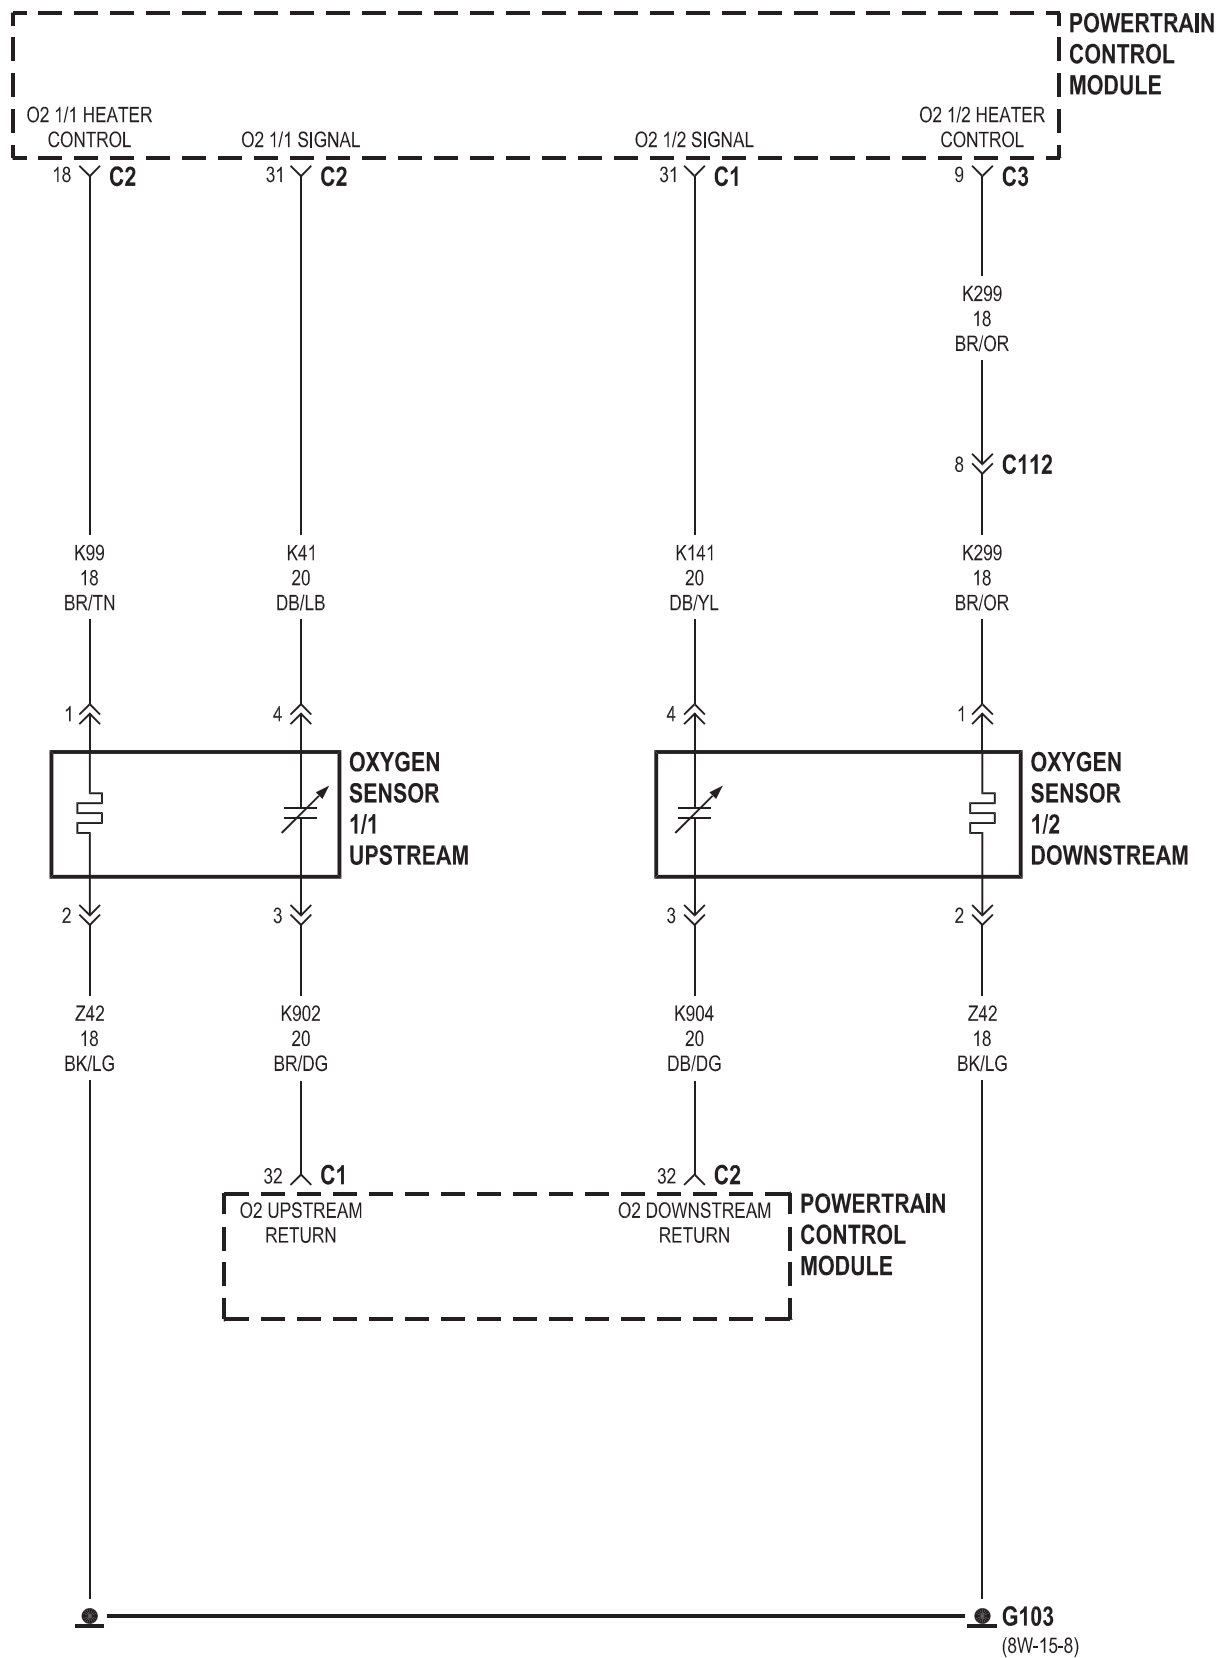 POWERTRAIN
CONTROL
MODULE
O2 1/1 HEATER
CONTROL
O2 1/1 SIGNAL
O2 1/2 SIGNAL
O2 1/2 HEATER
CONTROL
18 C2
31 C2
31 C1
9 C3
K299
18
BR/OR
8 C112
K99
18
BR/TN
K41
20
DB/LB
K141
20
DB/YL
K299
18
BR/OR
1
4
4
1
OXYGEN
SENSOR
1/1
UPSTREAM
OXYGEN
SENSOR
1/2
DOWNSTREAM
2
3
3
2
Z42
18
BK/LG
K902
20
BR/DG
K904
20
DB/DG
Z42
18
BK/LG
32 C1
32 C2
O2 UPSTREAM
RETURN
O2 DOWNSTREAM
RETURN
POWERTRAIN
CONTROL
MODULE
G103
(8W-15-8)